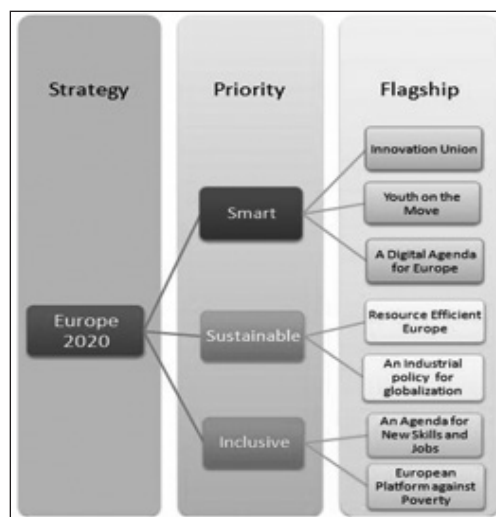 Strategy
Priority
Flagship
Innovation Union
Youth on the
Move
Smart
A Digital Agenda
for Europe
Europe
2020
Resource Efficient
Europe
Sustainable
An Industrial
policy for
globalization
An Agenda for
New Skills and
Jobs
Inclusive
European
Platform against
Poverty